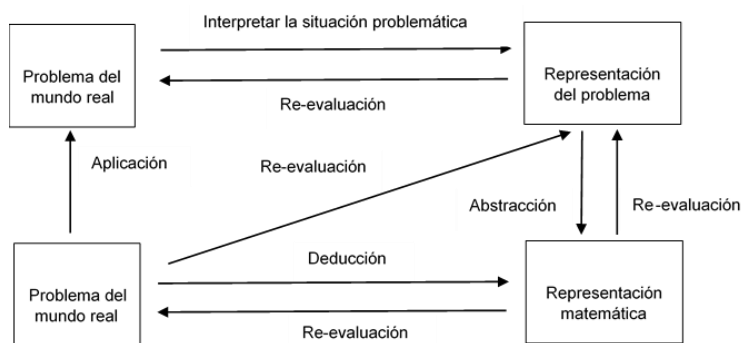 Interpretar la situación problemática
Problema del
mundo real
Representación
del problema
Re-evaluación
Aplicación
Re-evaluación
Abstracción
Re-evaluación
Deducción
Problema del
mundo real
Representación
matemática
Re-evaluación